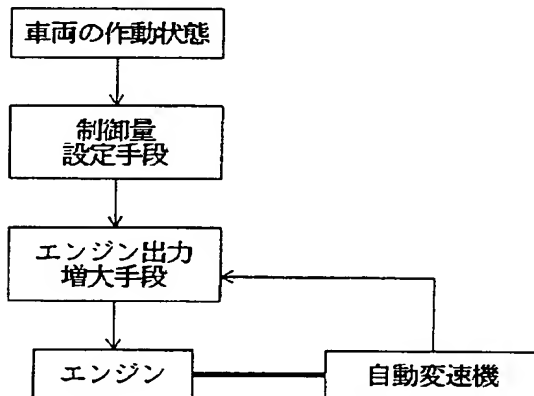 車両の作動状態
制御量
設定手段
エンジン出力
増大手段
エンジン
自動変速機